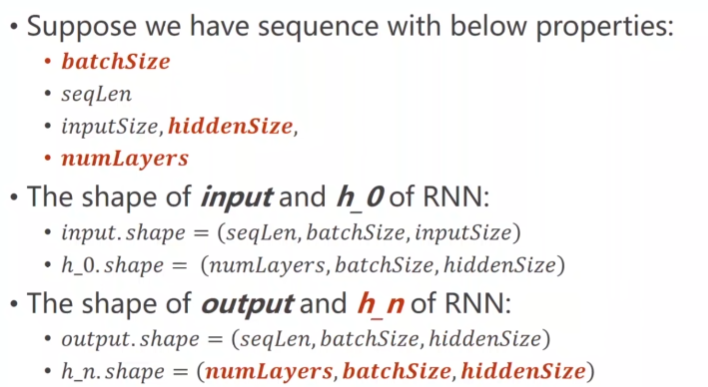 • Suppose we have sequence with below properties:
• batchSize
• seqLen
• inputSize, hiddenSize,
• numLayers
• The shape of input and h_0 of RNN:
• input.shape = (seqLen, batchSize, inputSize)
• h_0.shape = (numLayers, batchSize, hiddenSize)
• The shape of output and h_n of RNN:
• output.shape = (seqLen, batchSize, hiddenSize)
• h_n.shape = (numLayers, batchSize, hiddenSize)